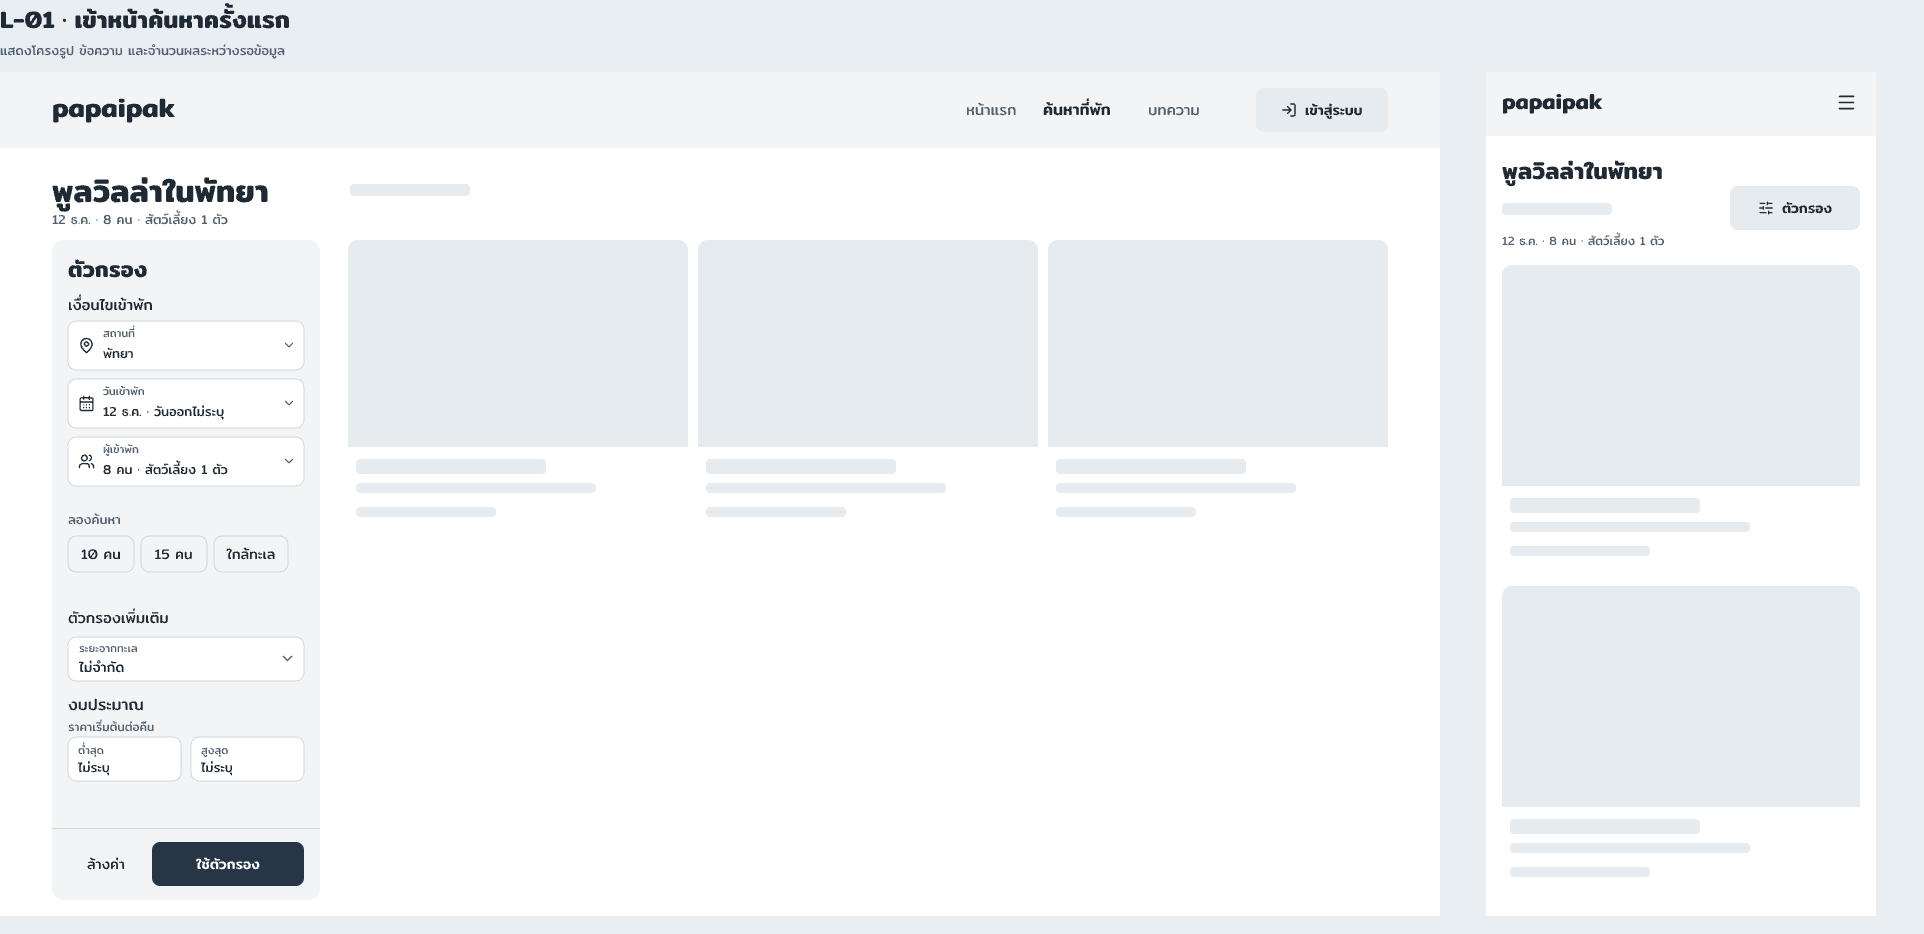 L-01 · เข้าหน้าค้นหาครั้งแรก
แสดงโครงรูป ข้อความ และจำนวนผลระหว่างรอข้อมูล
papaipak
หน้าแรก
ค้นหาที่พัก
บทความ
เข้าสู่ระบบ
พูลวิลล่าในพัทยา
12 ธ.ค. · 8 คน · สัตว์เลี้ยง 1 ตัว
ตัวกรอง
เงื่อนไขเข้าพัก
สถานที่
พัทยา
วันเข้าพัก
12 ธ.ค. · วันออกไม่ระบุ
ผู้เข้าพัก
8 คน · สัตว์เลี้ยง 1 ตัว
ลองค้นหา
10 คน
15 คน
ใกล้ทะเล
ตัวกรองเพิ่มเติม
ระยะจากทะเล
ไม่จำกัด
งบประมาณ
ราคาเริ่มต้นต่อคืน
ต่ำสุด
ไม่ระบุ
สูงสุด
ไม่ระบุ
ล้างค่า
ใช้ตัวกรอง
papaipak
พูลวิลล่าในพัทยา
ตัวกรอง
12 ธ.ค. · 8 คน · สัตว์เลี้ยง 1 ตัว